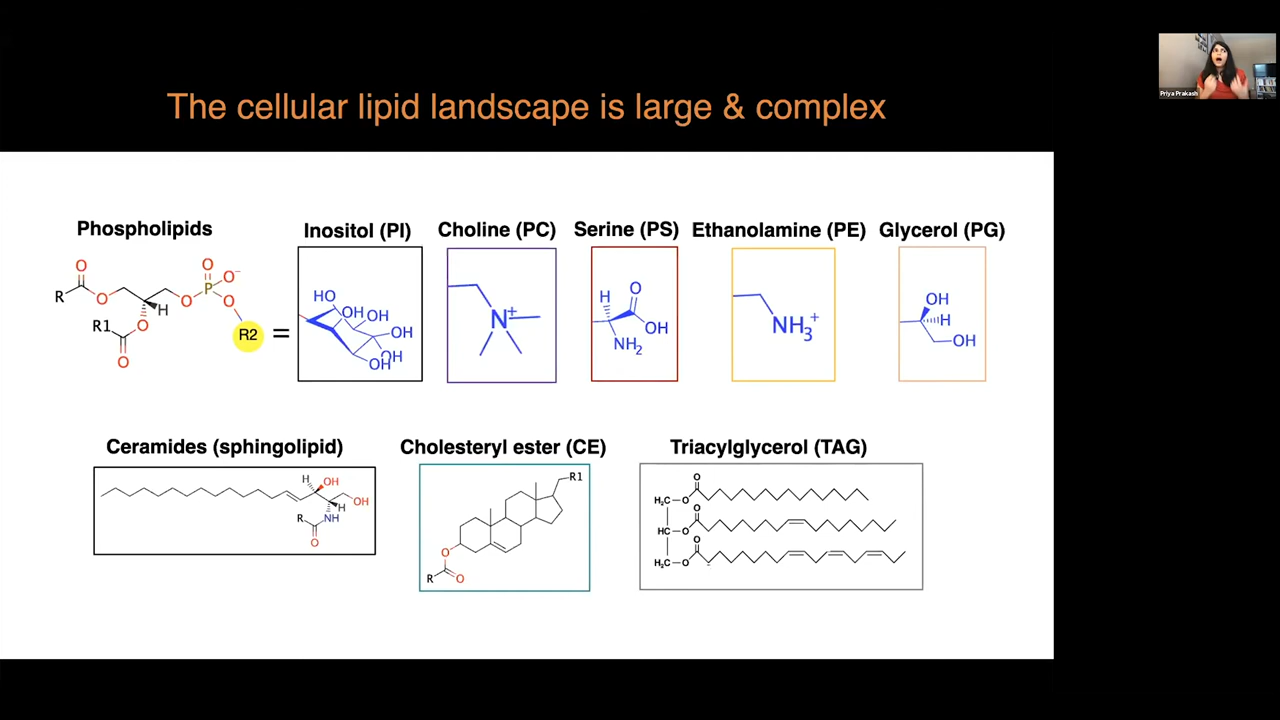 The cellular lipid landscape is large & complex
Priya Prakash
Phospholipids
Inositol (PI)
Choline (PC)
Serine (PS)
Ethanolamine (PE)
Glycerol (PG)
O
O
R
O
P
O⁻
O
O
H
R1
O
O
R2
=
HO
OH
OH
OH
OH
OH
N+
H
O
OH
NH2
NH3+
OH
H
OH
Ceramides (sphingolipid)
Cholesteryl ester (CE)
Triacylglycerol (TAG)
H
OH
OH
H
R
NH
O
R1
O
R
O
O
H₂C
O
O
HC
O
O
H₂C
O